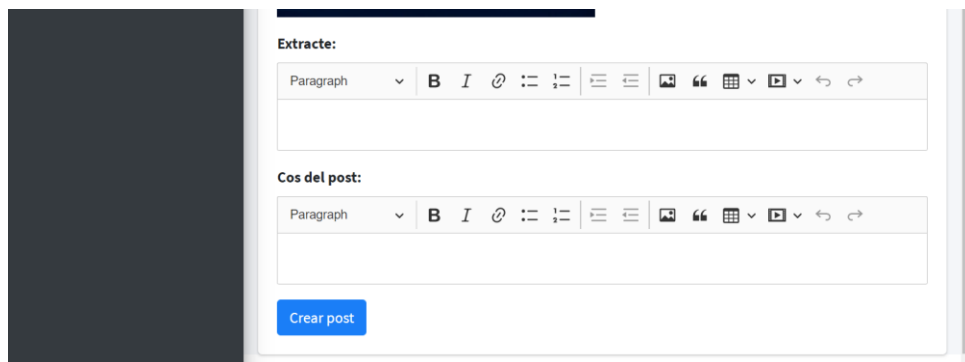 Extracte:
Paragraph
Cos del post:
Paragraph
Crear post